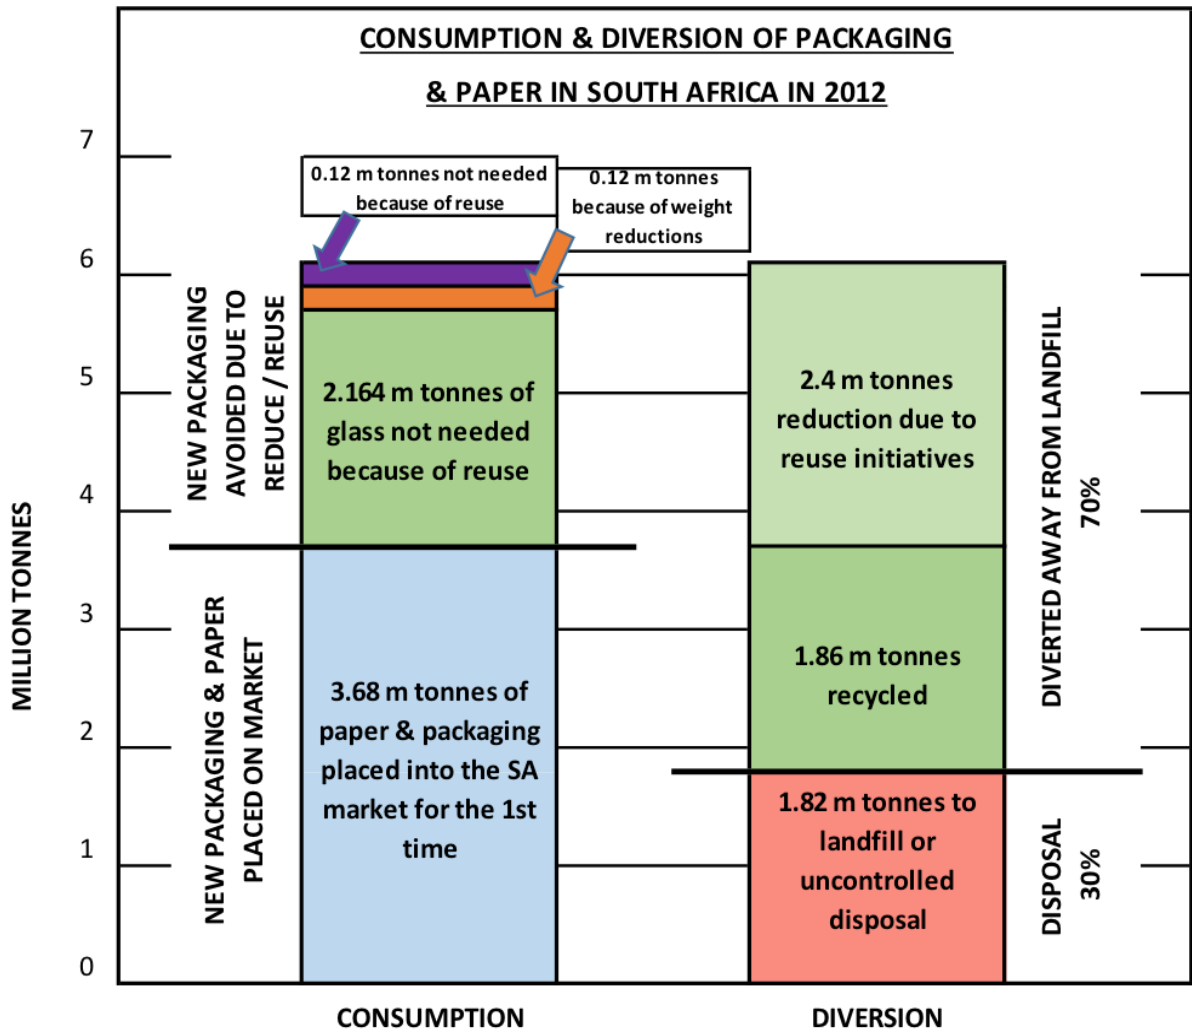 CONSUMPTION & DIVERSION OF PACKAGING
& PAPER IN SOUTH AFRICA IN 2012
MILLION TONNES
7
6
5
4
3
2
1
0
NEW PACKAGING
AVOIDED DUE TO
REDUCE / REUSE
NEW PACKAGING & PAPER
PLACED ON MARKET
0.12 m tonnes not needed
because of reuse
0.12 m tonnes
because of weight
reductions
2.164 m tonnes of
glass not needed
because of reuse
3.68 m tonnes of
paper & packaging
placed into the SA
market for the 1st
time
2.4 m tonnes
reduction due to
reuse initiatives
1.86 m tonnes
recycled
1.82 m tonnes to
landfill or
uncontrolled
disposal
DIVERTED AWAY FROM LANDFILL
70%
DISPOSAL
30%
CONSUMPTION
DIVERSION